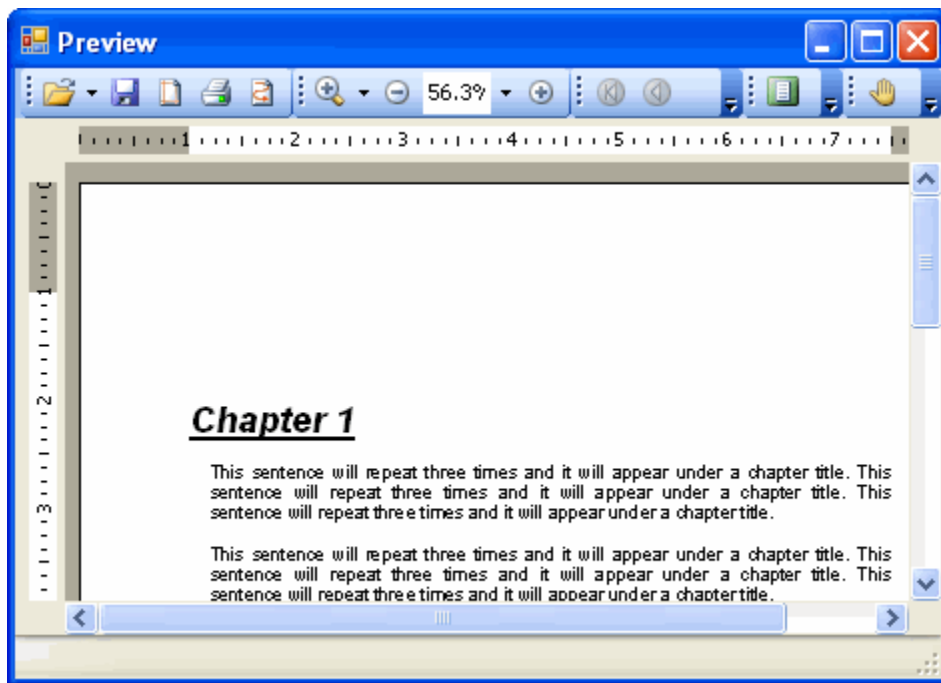 Preview
56.3%
1 2 3 4 5 6 7
0
1
2
3
Chapter 1
This sentence will repeat three times and it will appear under a chapter title. This
sentence will repeat three times and it will appear under a chapter title. This
sentence will repeat three times and it will appear under a chapter title.
This sentence will repeat three times and it will appear under a chapter title. This
sentence will repeat three times and it will appear under a chapter title. This
sentence will repeat three times and it will appear under a chapter title.